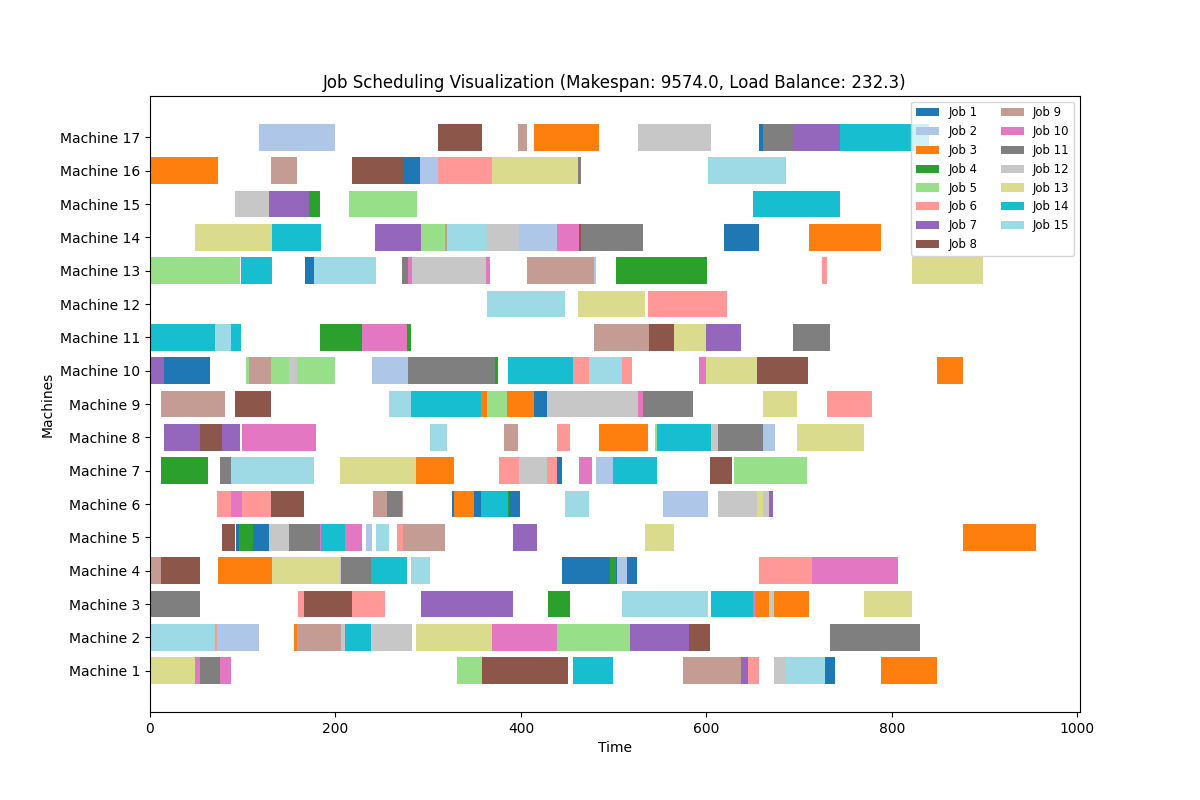 Job Scheduling Visualization (Makespan: 9574.0, Load Balance: 232.3)
Machine 17
Machine 16
Machine 15
Machine 14
Machine 13
Machine 12
Machine 11
Machine 10
Machine 9
Machine 8
Machine 7
Machine 6
Machine 5
Machine 4
Machine 3
Machine 2
Machine 1
Machines
0 200 400 600 800 1000
Time
Job 1
Job 2
Job 3
Job 4
Job 5
Job 6
Job 7
Job 8
Job 9
Job 10
Job 11
Job 12
Job 13
Job 14
Job 15